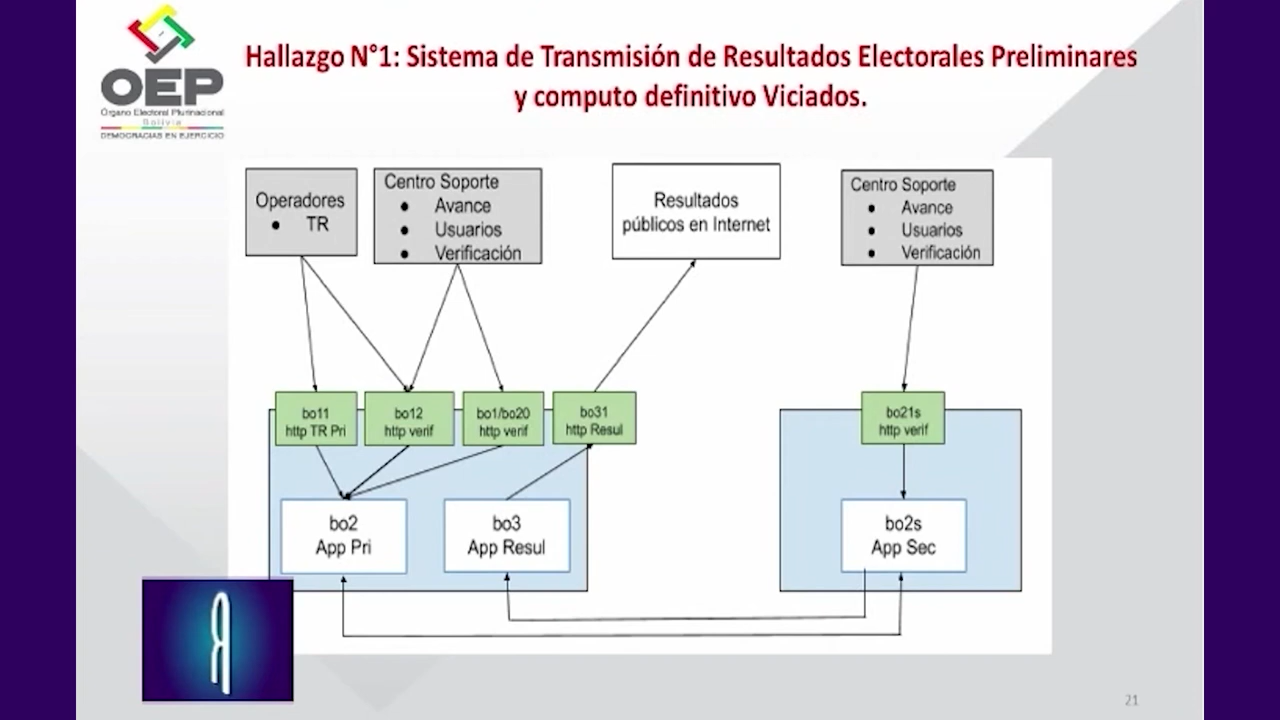 OEP
Órgano Electoral Plurinacional
Bolivia
DEMOCRACIAS EN EJERCICIO
Hallazgo N°1: Sistema de Transmisión de Resultados Electorales Preliminares
y computo definitivo Viciados.
Operadores
● TR
Centro Soporte
● Avance
● Usuarios
● Verificación
Resultados
públicos en Internet
Centro Soporte
● Avance
● Usuarios
● Verificación
bo11
http TR Pri
bo12
http verif
bo1/bo20
http verif
bo31
http Resul
bo21s
http verif
bo2
App Pri
bo3
App Resul
bo2s
App Sec
21